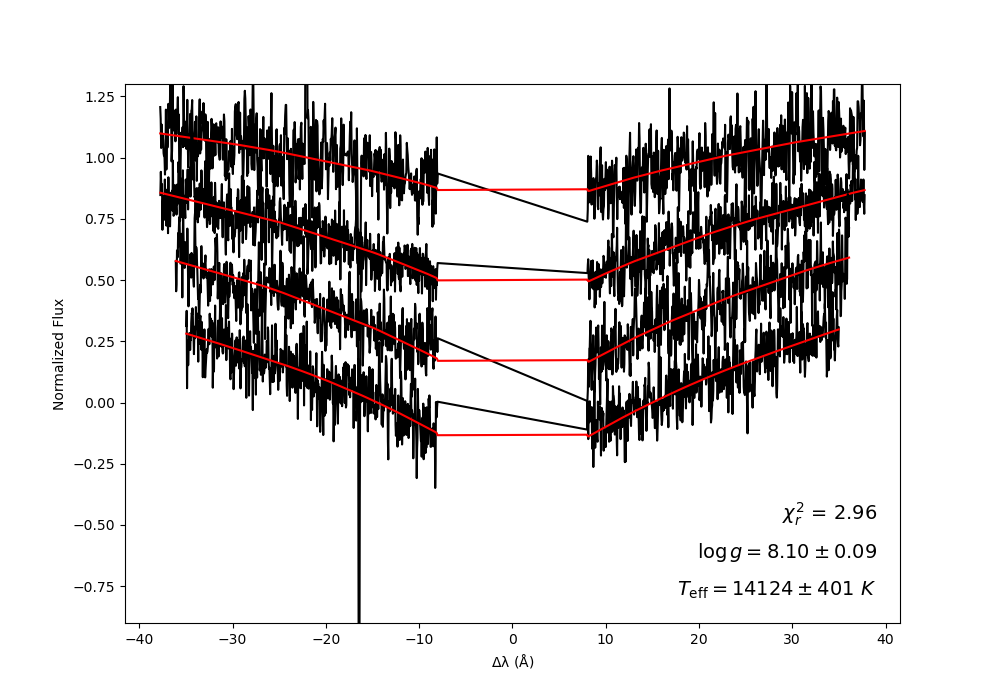 1.25
1.00
0.75
0.50
0.25
0.00
−0.25
−0.50
−0.75
Normalized Flux
χ²ᵣ = 2.96
log g = 8.10 ± 0.09
T_eff = 14124 ± 401 K
−40 −30 −20 −10 0 10 20 30 40
Δλ (Å)